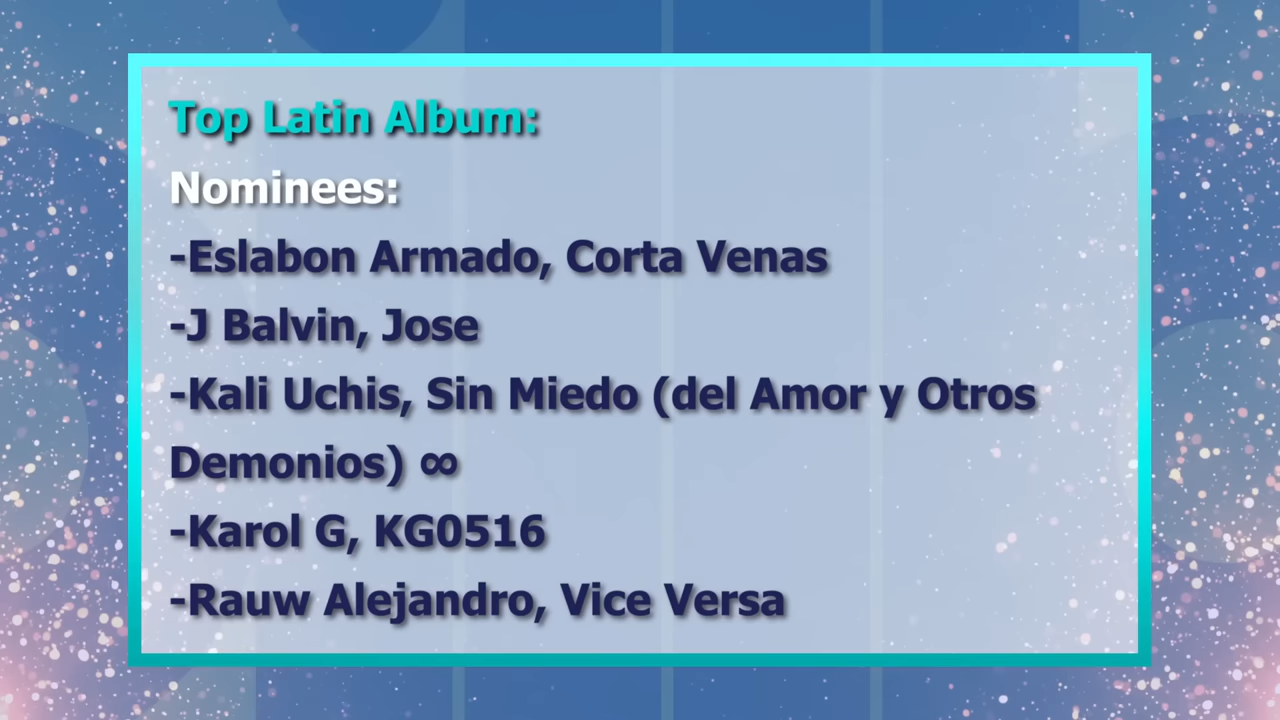 Top Latin Album:
Nominees:
-Eslabon Armado, Corta Venas
-J Balvin, Jose
-Kali Uchis, Sin Miedo (del Amor y Otros
Demonios) ∞
-Karol G, KG0516
-Rauw Alejandro, Vice Versa